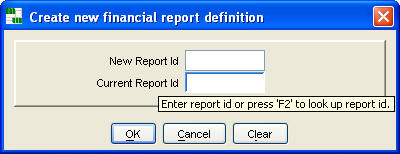 Create new financial report definition
New Report Id
Current Report Id
Enter report id or press 'F2' to look up report id.
OK Cancel Clear